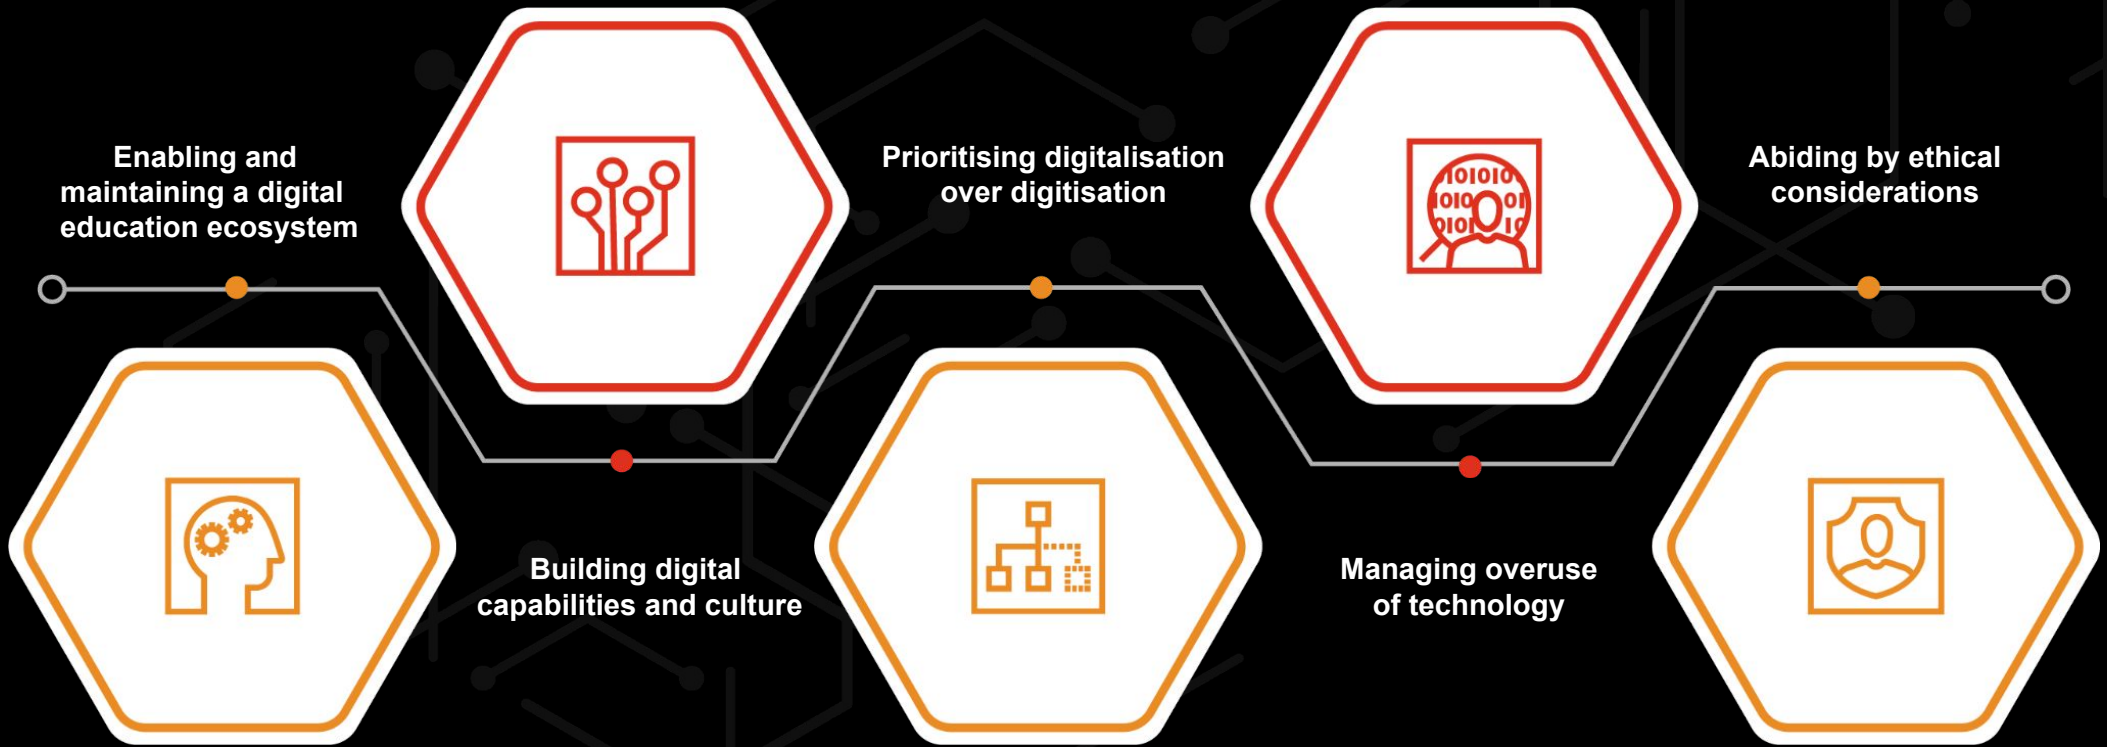 Enabling and
maintaining a digital
education ecosystem
Building digital
capabilities and culture
Prioritising digitalisation
over digitisation
Managing overuse
of technology
Abiding by ethical
considerations